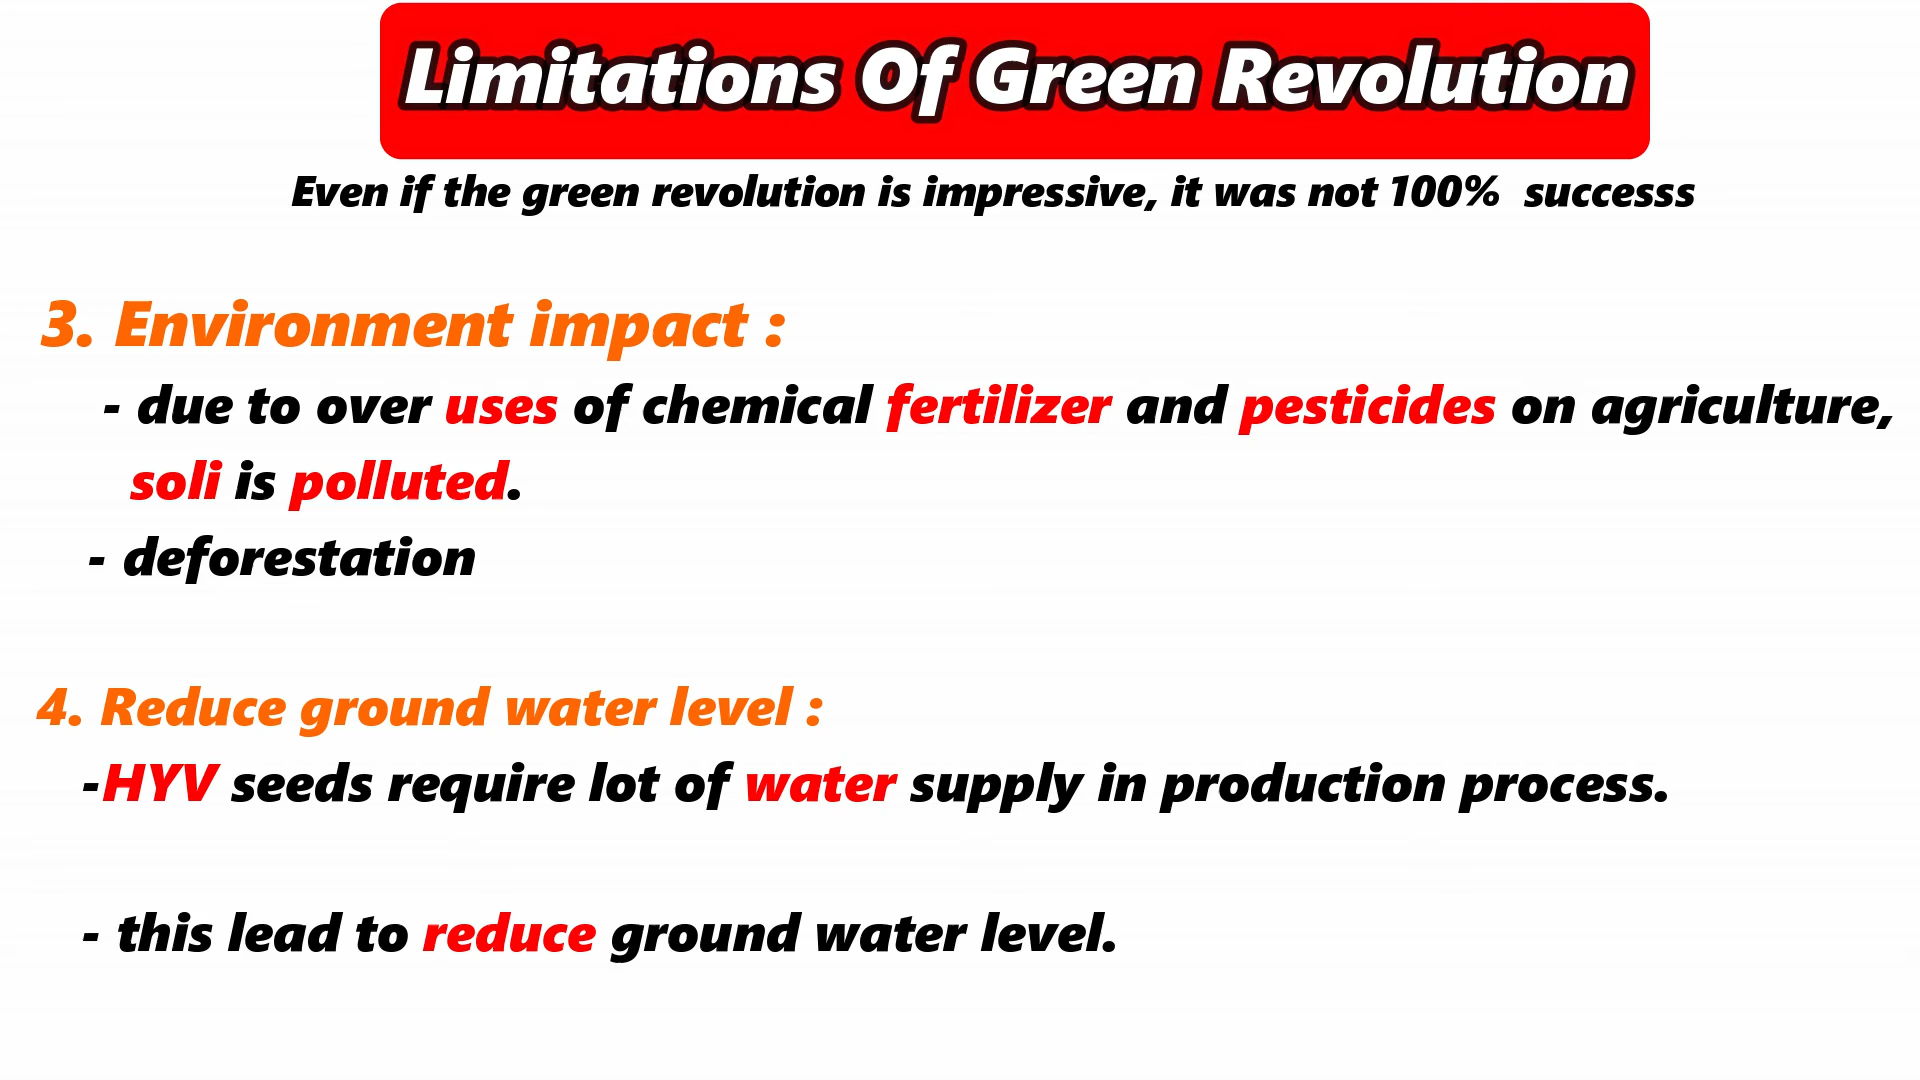 Limitations Of Green Revolution
Even if the green revolution is impressive, it was not 100% successs
3. Environment impact :
- due to over uses of chemical fertilizer and pesticides on agriculture,
soli is polluted.
- deforestation
4. Reduce ground water level :
-HYV seeds require lot of water supply in production process.
- this lead to reduce ground water level.